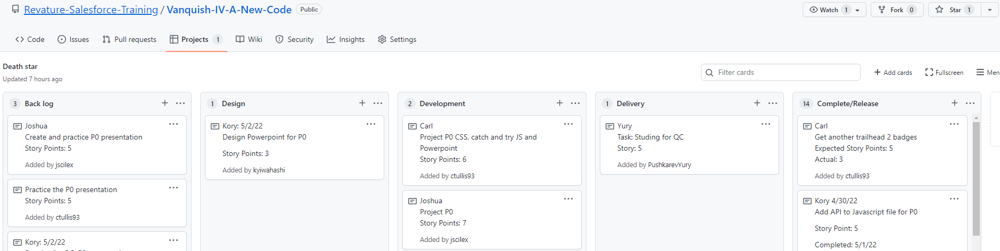 Revature-Salesforce-Training / Vanquish-IV-A-New-Code Public
Watch 1
Fork 0
Star 1
Code
Issues
Pull requests
Projects 1
Wiki
Security
Insights
Settings
Death star
Updated 7 hours ago
Filter cards
Add cards
Fullscreen
Men
3 Back log
Joshua
Create and practice P0 presentation
Story Points: 5
Added by jscilex
Practice the P0 presentation
Story Points: 5
Added by ctullis93
Kory: 5/2/22
1 Design
Kory: 5/2/22
Design Powerpoint for P0
Story Points: 3
Added by kyiwahashi
2 Development
Carl
Project P0 CSS, catch and try JS and
Powerpoint
Story Points: 6
Added by ctullis93
Joshua
Project P0
Story Points: 7
Added by jscilex
1 Delivery
Yury
Task: Studing for QC
Story: 5
Added by PushkarevYury
14 Complete/Release
Carl
Get another trailhead 2 badges
Expected Story Points: 5
Actual: 3
Added by ctullis93
Kory 4/30/22
Add API to Javascript file for P0
Story Point: 5
Completed: 5/1/22